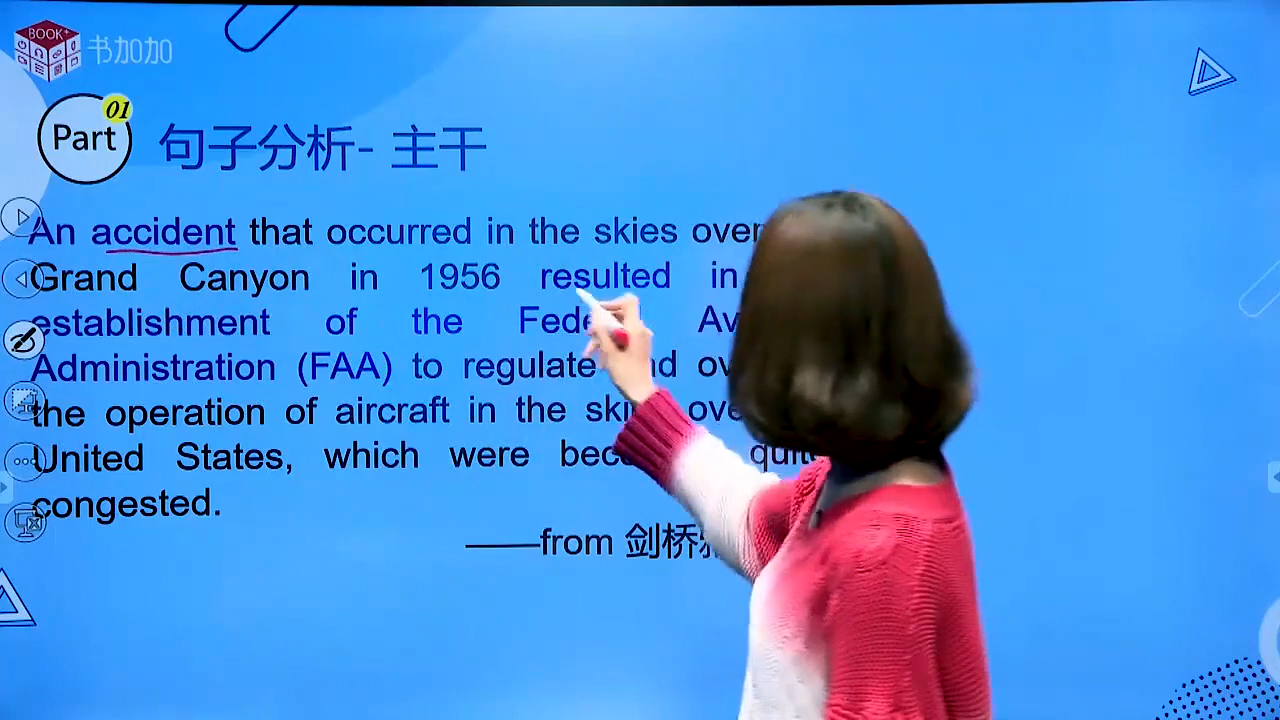 BOOK+
书加加
01
Part
句子分析- 主干
An accident that occurred in the skies over
Grand Canyon in 1956 resulted in
establishment of the
Administration (FAA) to regulate
the operation of aircraft in the
United States, which were
congested.
——from 剑桥